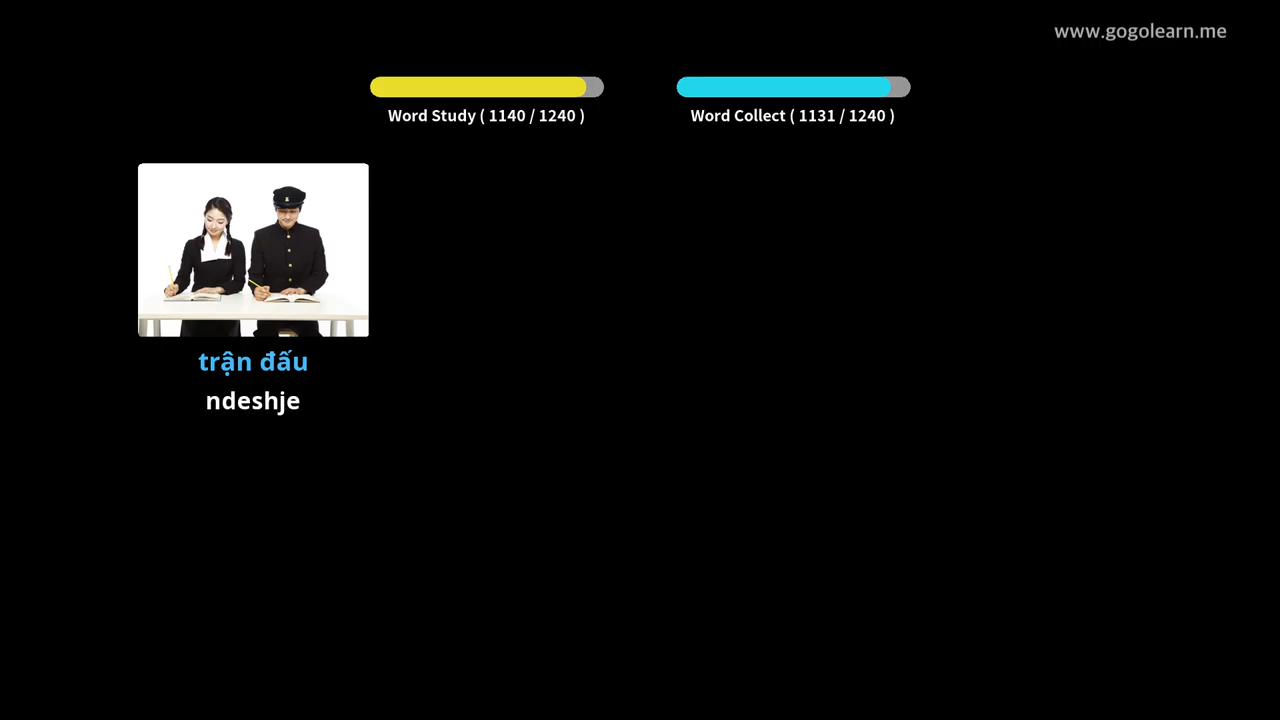 www.gogolearn.me
Word Study ( 1140 / 1240 )
Word Collect ( 1131 / 1240 )
trận đấu
ndeshje